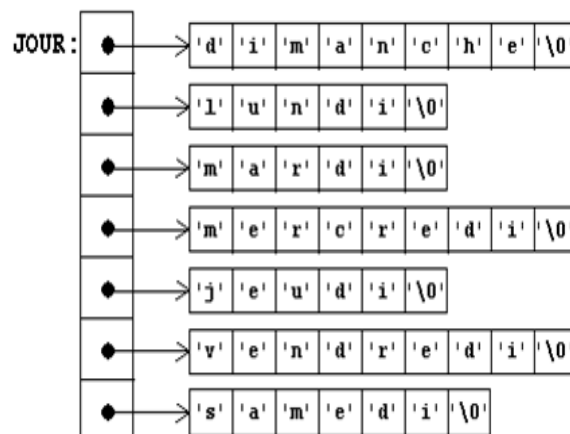 JOUR: 'd' 'i' 'm' 'a' 'n' 'c' 'h' 'e' '\0'
'l' 'u' 'n' 'd' 'i' '\0'
'm' 'a' 'r' 'd' 'i' '\0'
'm' 'e' 'r' 'c' 'r' 'e' 'd' 'i' '\0'
'j' 'e' 'u' 'd' 'i' '\0'
'v' 'e' 'n' 'd' 'r' 'e' 'd' 'i' '\0'
's' 'a' 'm' 'e' 'd' 'i' '\0'